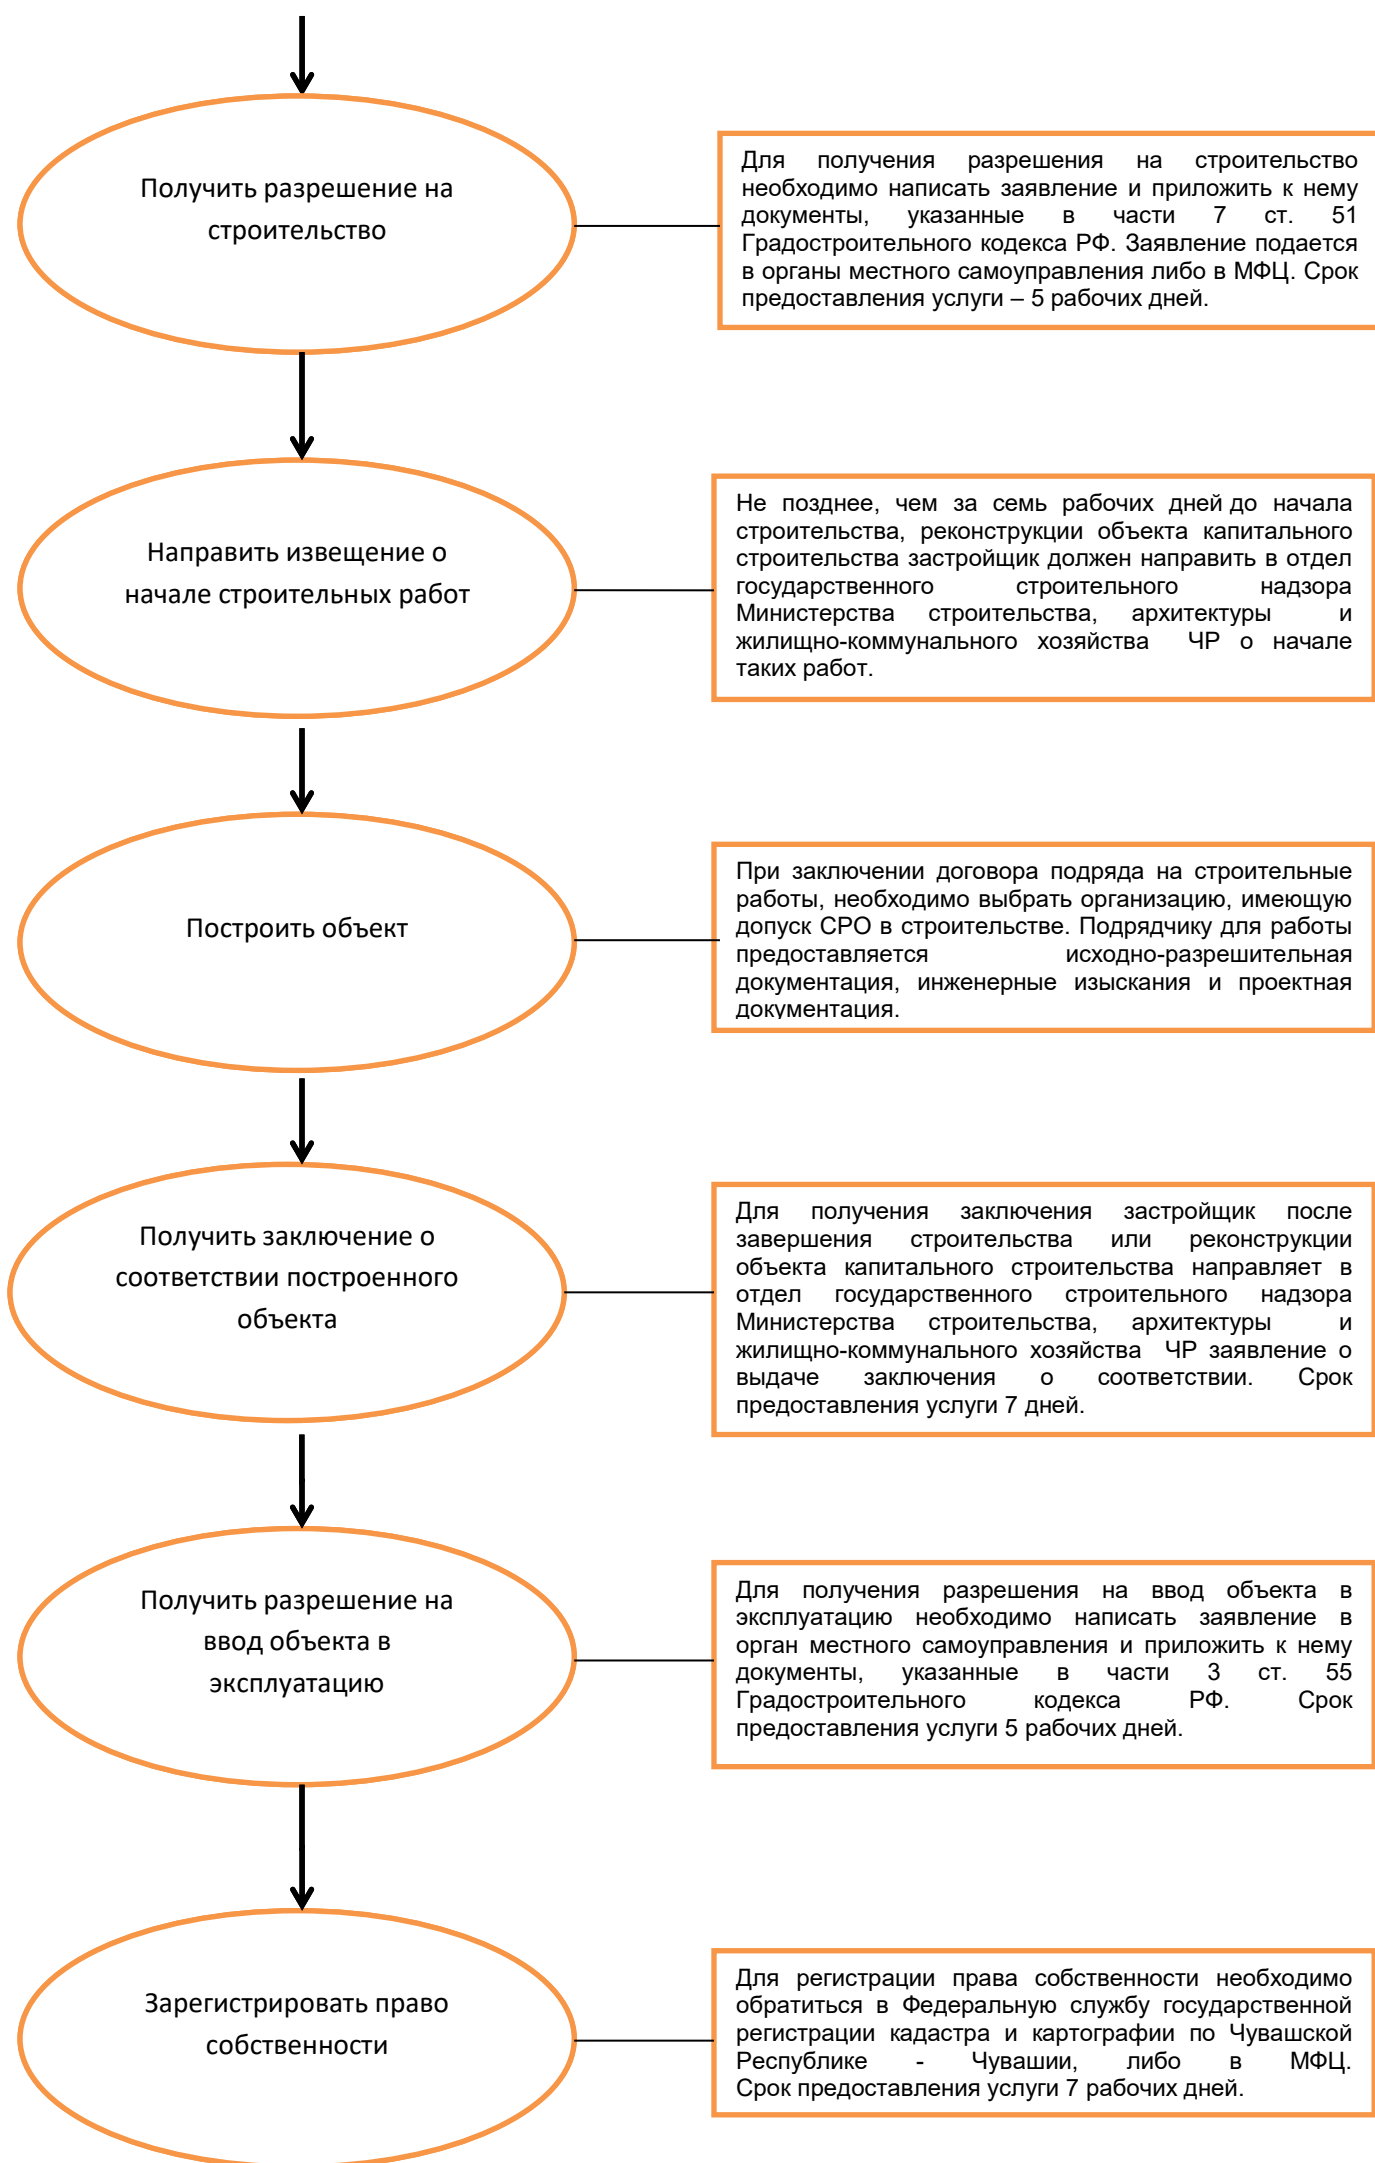 Получить разрешение на
строительство
Для получения разрешения на строительство
необходимо написать заявление и приложить к нему
документы, указанные в части 7 ст. 51
Градостроительного кодекса РФ. Заявление подается
в органы местного самоуправления либо в МФЦ. Срок
предоставления услуги – 5 рабочих дней.
Направить извещение о
начале строительных работ
Не позднее, чем за семь рабочих дней до начала
строительства, реконструкции объекта капитального
строительства застройщик должен направить в отдел
государственного строительного надзора
Министерства строительства, архитектуры и
жилищно-коммунального хозяйства ЧР о начале
таких работ.
Построить объект
При заключении договора подряда на строительные
работы, необходимо выбрать организацию, имеющую
допуск СРО в строительстве. Подрядчику для работы
предоставляется исходно-разрешительная
документация, инженерные изыскания и проектная
документация.
Получить заключение о
соответствии построенного
объекта
Для получения заключения застройщик после
завершения строительства или реконструкции
объекта капитального строительства направляет в
отдел государственного строительного надзора
Министерства строительства, архитектуры и
жилищно-коммунального хозяйства ЧР заявление о
выдаче заключения о соответствии. Срок
предоставления услуги 7 дней.
Получить разрешение на
ввод объекта в
эксплуатацию
Для получения разрешения на ввод объекта в
эксплуатацию необходимо написать заявление в
орган местного самоуправления и приложить к нему
документы, указанные в части 3 ст. 55
Градостроительного кодекса РФ. Срок
предоставления услуги 5 рабочих дней.
Зарегистрировать право
собственности
Для регистрации права собственности необходимо
обратиться в Федеральную службу государственной
регистрации кадастра и картографии по Чувашской
Республике - Чувашии, либо в МФЦ.
Срок предоставления услуги 7 рабочих дней.